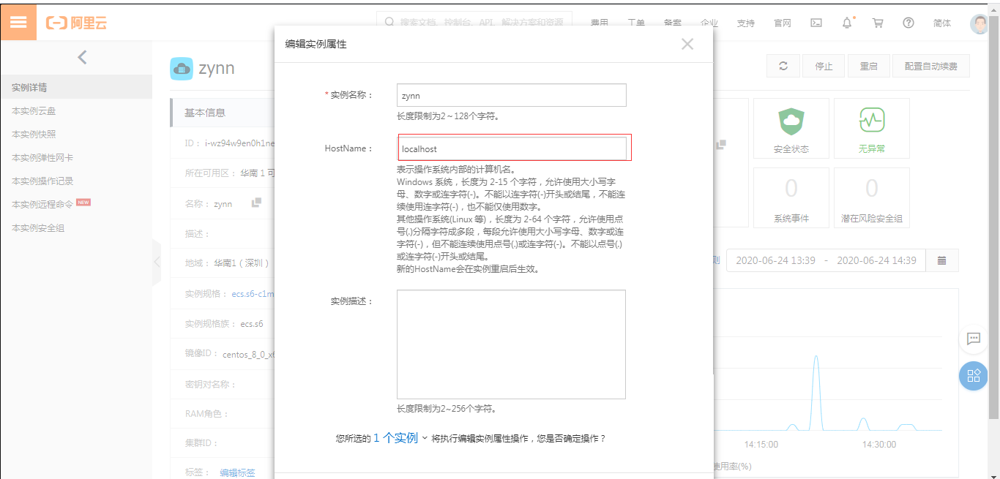 阿里云
搜索文档、控制台、API、解决方案和资源
费用 工单 备案 企业 支持 官网 简体
编辑实例属性
zynn
停止 重启 配置自动续费
实例详情
本实例云盘
本实例快照
本实例弹性网卡
本实例操作记录
本实例远程命令 NEW
本实例安全组
基本信息
ID： i-wz94w9en0h1ne
所在可用区： 华南 1 可
名称： zynn
描述：
地域： 华南1（深圳）
实例规格： ecs.s6-c1m
实例规格族： ecs.s6
镜像ID： centos_8_0_x6
密钥对名称：
RAM角色：
集群ID：
标签： 编辑标签
* 实例名称： zynn
长度限制为2～128个字符。
HostName： localhost
表示操作系统内部的计算机名。
Windows 系统，长度为 2-15 个字符，允许使用大小写字
母、数字或连字符(-)。不能以连字符(-)开头或结尾，不能连
续使用连字符(-)，也不能仅使用数字。
其他操作系统(Linux 等)，长度为 2-64 个字符，允许使用点
号(.)分隔字符成多段，每段允许使用大小写字母、数字或连
字符(-)，但不能连续使用点号(.)或连字符(-)。不能以点号(.)
或连字符(-)开头或结尾。
新的HostName会在实例重启后生效。
实例描述：
长度限制为2~256个字符。
您所选的 1 个实例 将执行编辑实例属性操作，您是否确定操作？
安全状态
无异常
0
系统事件
0
潜在风险安全组
测
2020-06-24 13:39 - 2020-06-24 14:39
14:15:00 14:30:00
使用率(%)